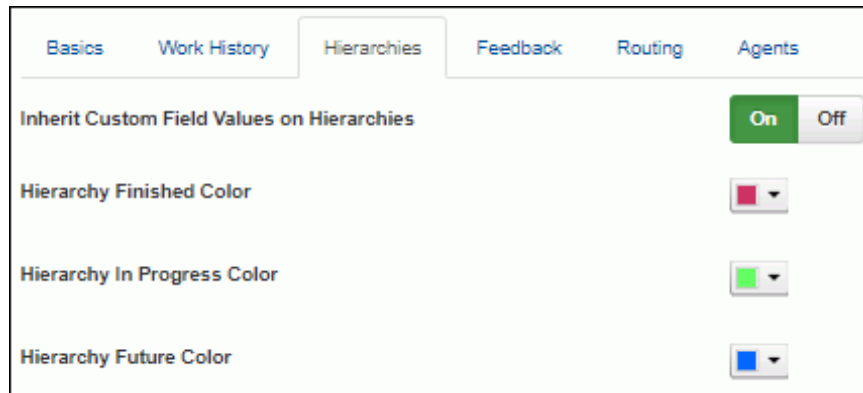 Basics Work History Hierarchies Feedback Routing Agents
Inherit Custom Field Values on Hierarchies On Off
Hierarchy Finished Color
Hierarchy In Progress Color
Hierarchy Future Color